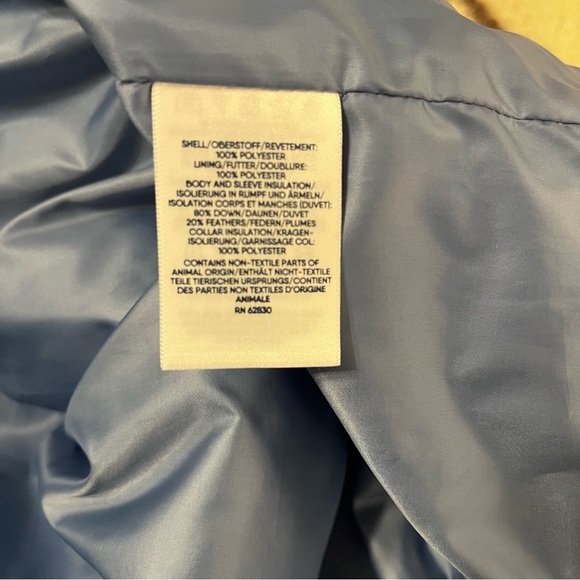 SHELL/OBERSTOFF/REVETEMENT:
100% POLYESTER
LINING/FUTTER/DOUBLURE:
100% POLYESTER
BODY AND SLEEVE INSULATION/
ISOLIERUNG IN RUMPF UND ÄRMELN/
ISOLATION CORPS ET MANCHES (DUVET):
80% DOWN/DAUNEN/DUVET
20% FEATHERS/FEDERN/PLUMES
COLLAR INSULATION/KRAGEN-
ISOLIERUNG/GARNISSAGE COL:
100% POLYESTER
CONTAINS NON-TEXTILE PARTS OF
ANIMAL ORIGIN/ENTHÄLT NICHT-TEXTILE
TEILE TIERISCHEN URSPRUNGS/CONTIENT
DES PARTIES NON TEXTILES D'ORIGINE
ANIMALE
RN 62830